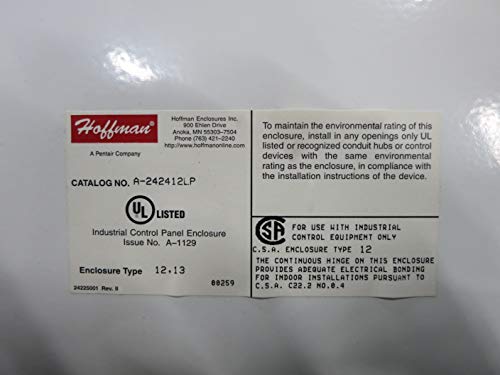 Hoffman®
A Pentair Company
Hoffman Enclosures Inc.
900 Ehlen Drive
Anoka, MN 55303-7504
Phone (763) 421-2240
http://www.hoffmanonline.com
CATALOG NO. A-242412LP
UL LISTED
Industrial Control Panel Enclosure
Issue No. A-1129
Enclosure Type 12,13
24225001 Rev. II
00259
To maintain the environmental rating of this
enclosure, install in any openings only UL
listed or recognized conduit hubs or control
devices with the same environmental
rating as the enclosure, in compliance with
the installation instructions of the device.
SA
FOR USE WITH INDUSTRIAL
CONTROL EQUIPMENT ONLY
C.S.A. ENCLOSURE TYPE 12
THE CONTINUOUS HINGE ON THIS ENCLOSURE
PROVIDES ADEQUATE ELECTRICAL BONDING
FOR INDOOR INSTALLATIONS PURSUANT TO
C.S.A. C22.2 NO.0.4